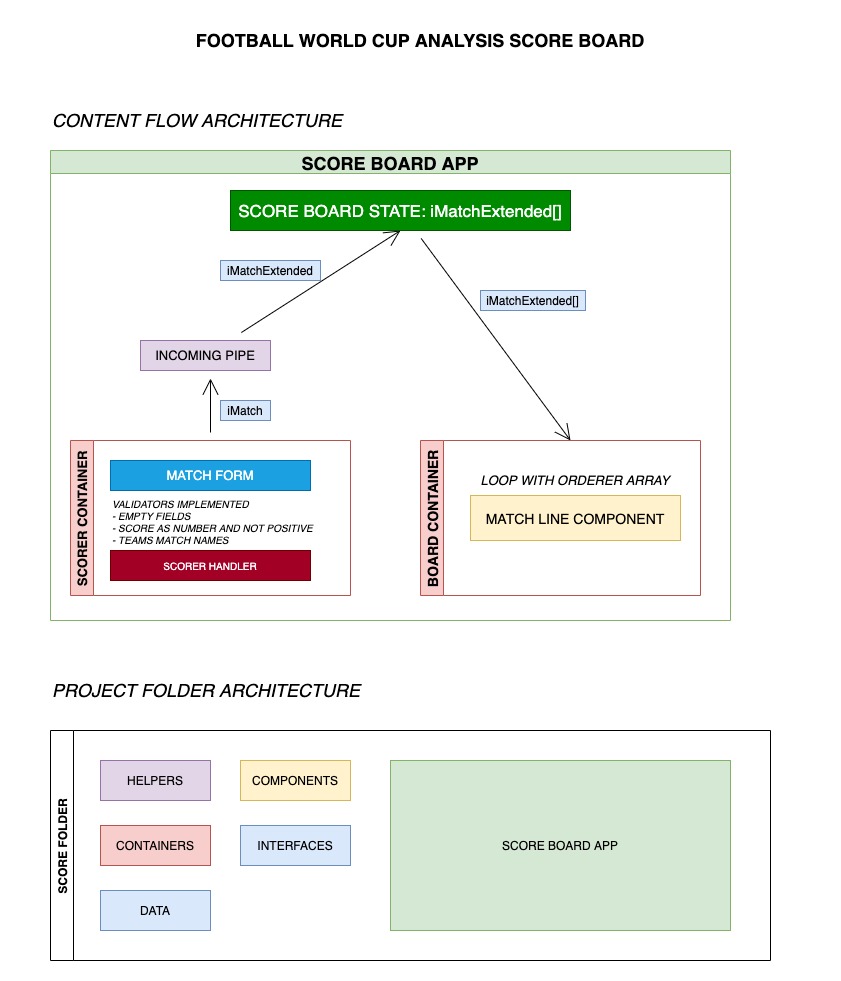 FOOTBALL WORLD CUP ANALYSIS SCORE BOARD
CONTENT FLOW ARCHITECTURE
SCORE BOARD APP
SCORE BOARD STATE: iMatchExtended[]
iMatchExtended
iMatchExtended[]
INCOMING PIPE
iMatch
SCORER CONTAINER
MATCH FORM
VALIDATORS IMPLEMENTED
- EMPTY FIELDS
- SCORE AS NUMBER AND NOT POSITIVE
- TEAMS MATCH NAMES
SCORER HANDLER
BOARD CONTAINER
LOOP WITH ORDERER ARRAY
MATCH LINE COMPONENT
PROJECT FOLDER ARCHITECTURE
SCORE FOLDER
HELPERS
COMPONENTS
CONTAINERS
INTERFACES
DATA
SCORE BOARD APP